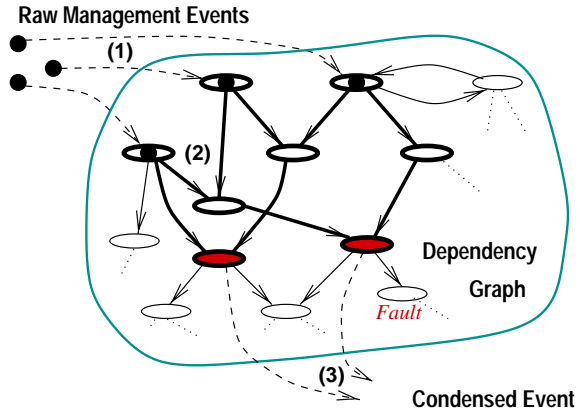 Raw Management Events
(1)
(2)
Dependency
Graph
Fault
(3)
Condensed Event